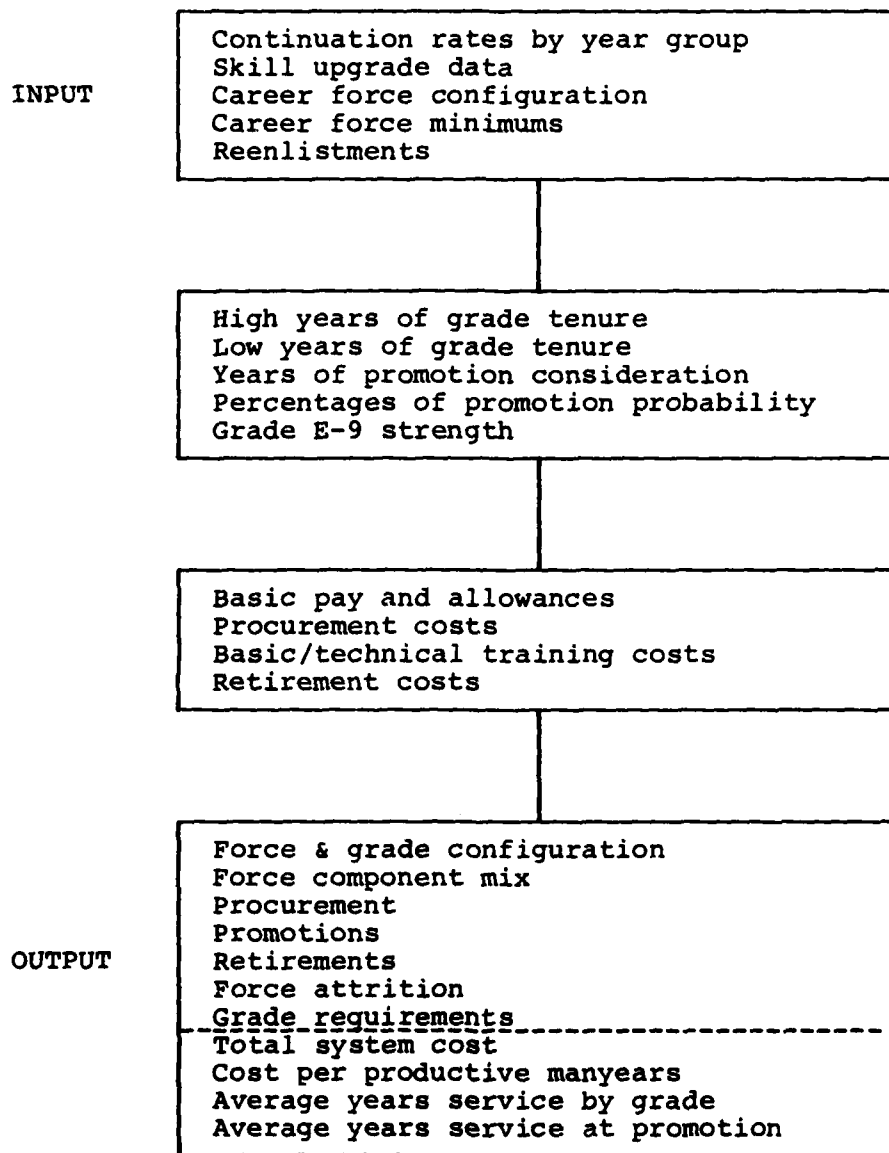 INPUT
Continuation rates by year group
Skill upgrade data
Career force configuration
Career force minimums
Reenlistments
High years of grade tenure
Low years of grade tenure
Years of promotion consideration
Percentages of promotion probability
Grade E-9 strength
Basic pay and allowances
Procurement costs
Basic/technical training costs
Retirement costs
OUTPUT
Force & grade configuration
Force component mix
Procurement
Promotions
Retirements
Force attrition
Grade requirements
Total system cost
Cost per productive manyears
Average years service by grade
Average years service at promotion